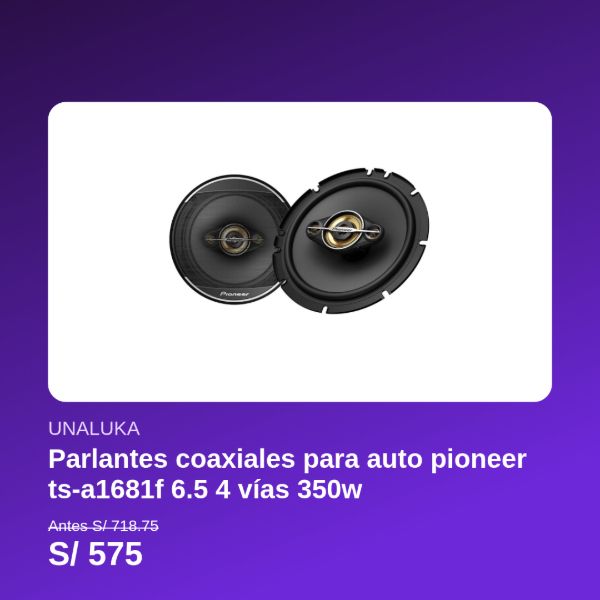 Pioneer
UNALUKA
Parlantes coaxiales para auto pioneer
ts-a1681f 6.5 4 vías 350w
Antes S/ 718.75
S/ 575